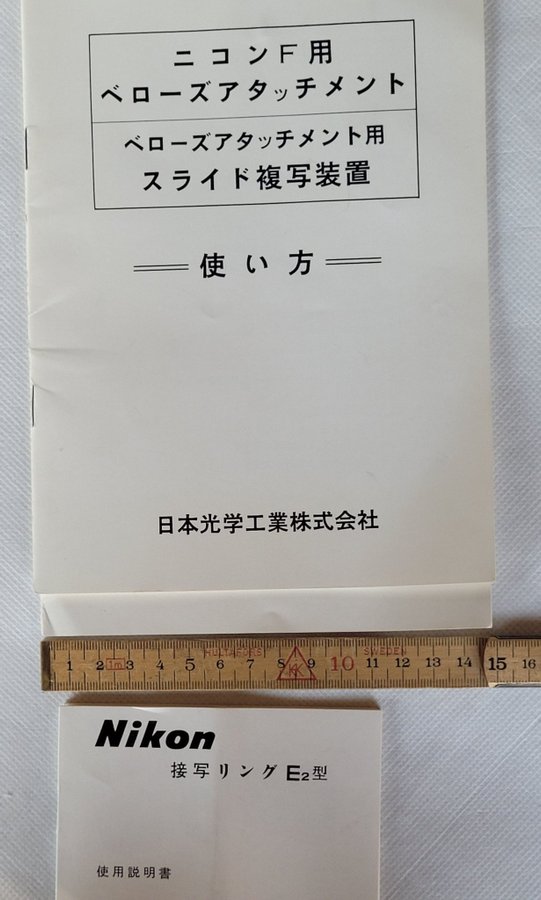 ニコンF用
ベローズアタッチメント
ベローズアタッチメント用
スライド複写装置
使い方
日本光学工業株式会社
HULTAFORS SWEDEN
1 2 1m 3 4 5 6 7 8 9 10 11 12 13 14 15 16
Nikon
接写リング E2型
使用説明書